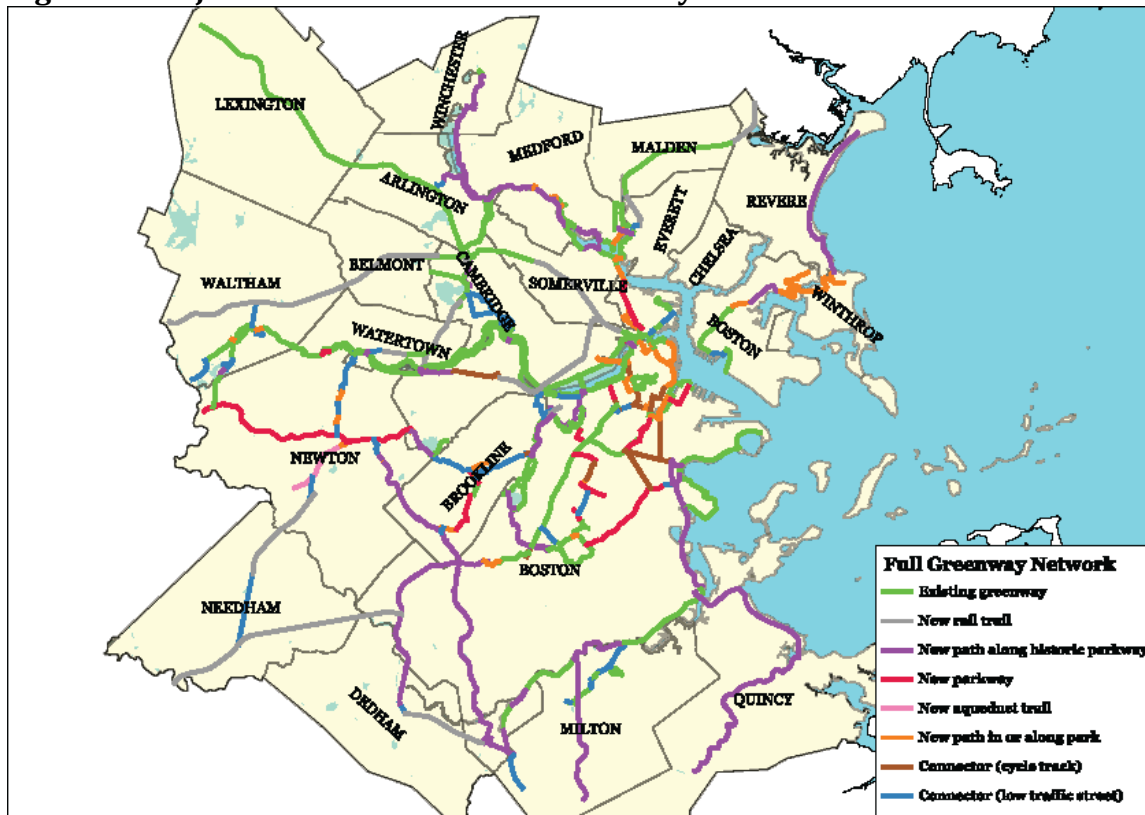 WINCHESTER
LEXINGTON
MEDFORD
MALDEN
ARLINGTON
REVERE
EVERETT
CHELSEA
BELMONT
CAMBRIDGE
SOMERVILLE
WALTHAM
WINTHROP
BOSTON
WATERTOWN
NEWTON
BROOKLINE
BOSTON
NEEDHAM
DEDHAM
MILTON
QUINCY
Full Greenway Network
Existing greenway
New rail trail
New path along historic parkway
New parkway
New aqueduct trail
New path in or along park
Connector (cycle track)
Connector (low traffic street)